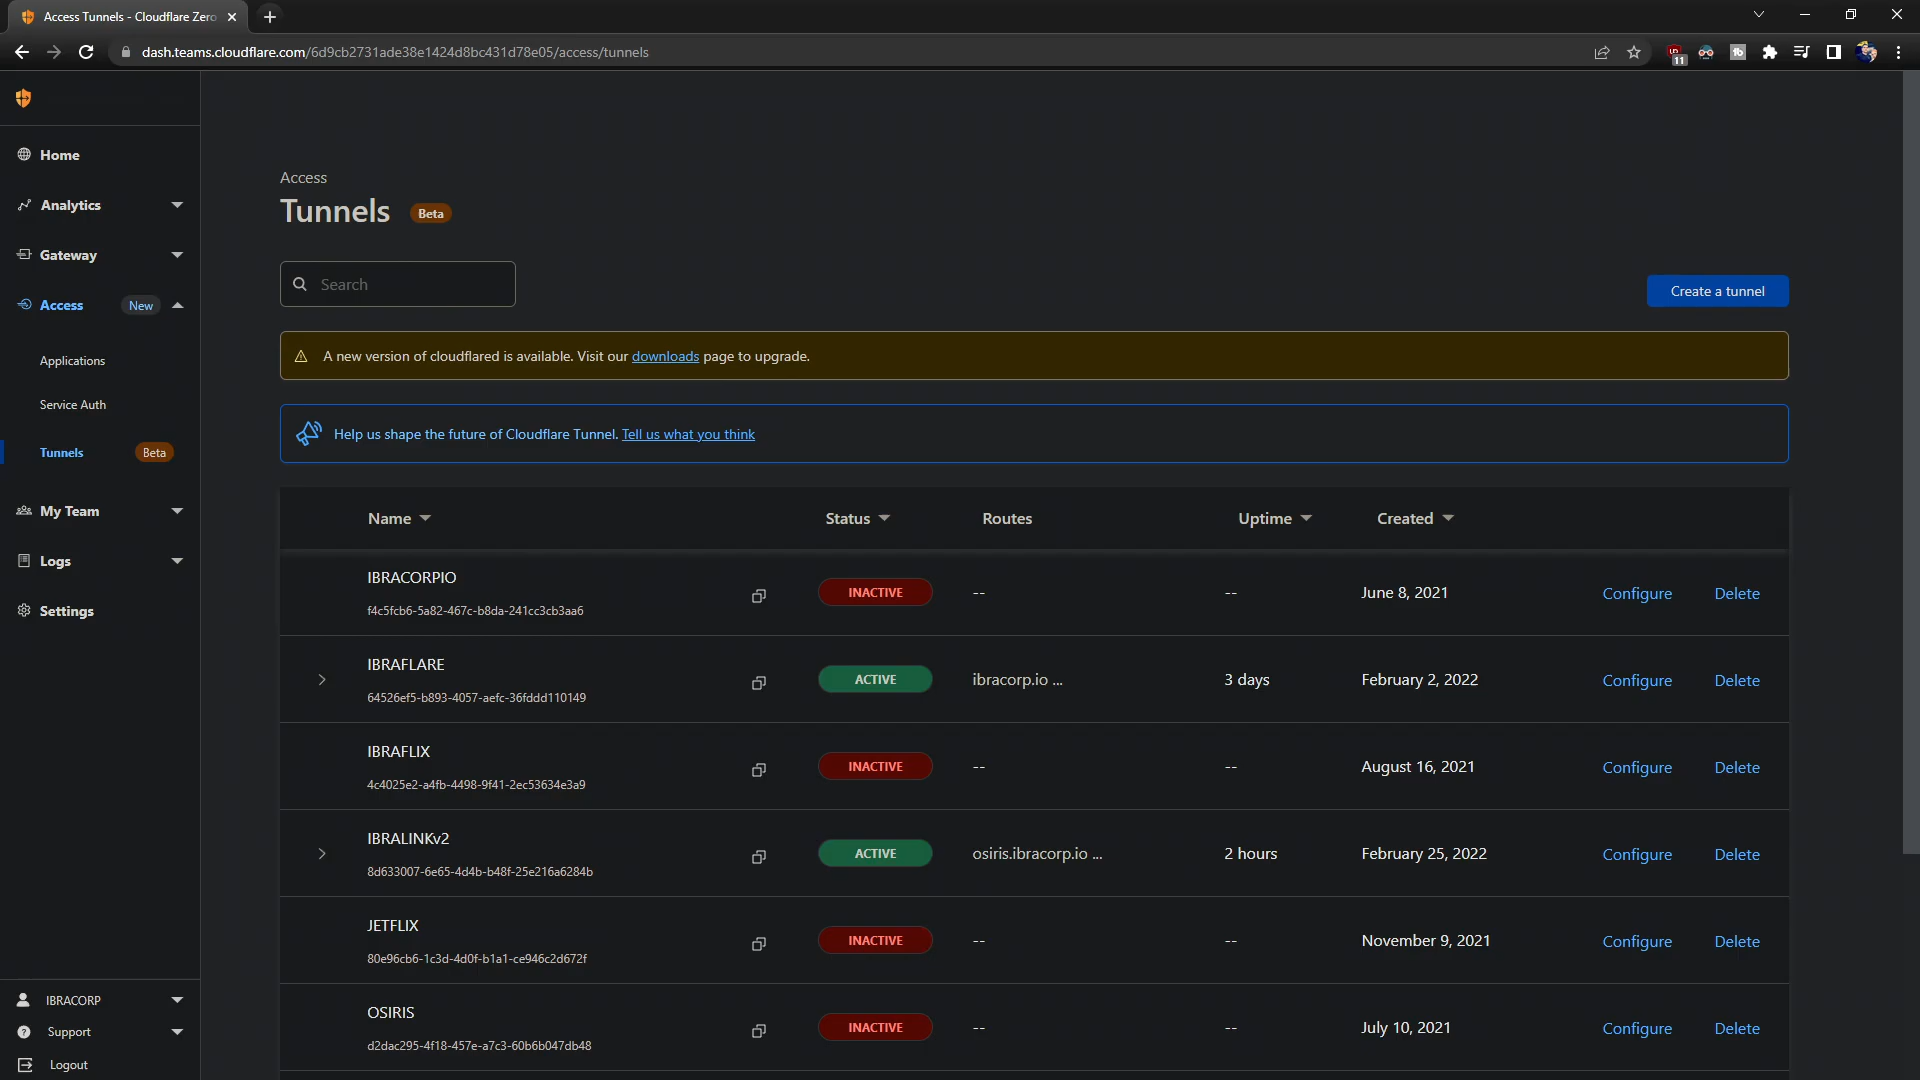 Access Tunnels - Cloudflare Zero
dash.teams.cloudflare.com/6d9cb2731ade38e1424d8bc431d78e05/access/tunnels
11
Home
Analytics
Gateway
Access New
Applications
Service Auth
Tunnels Beta
My Team
Logs
Settings
IBRACORP
Support
Logout
Access
Tunnels Beta
Search
Create a tunnel
A new version of cloudflared is available. Visit our downloads page to upgrade.
Help us shape the future of Cloudflare Tunnel. Tell us what you think
Name Status Routes Uptime Created
IBRACORPIO
f4c5fcb6-5a82-467c-b8da-241cc3cb3aa6
INACTIVE -- -- June 8, 2021 Configure Delete
IBRAFLARE
64526ef5-b893-4057-aefc-36fddd110149
ACTIVE ibracorp.io ... 3 days February 2, 2022 Configure Delete
IBRAFLIX
4c4025e2-a4fb-4498-9f41-2ec53634e3a9
INACTIVE -- -- August 16, 2021 Configure Delete
IBRALINKv2
8d633007-6e65-4d4b-b48f-25e216a6284b
ACTIVE osiris.ibracorp.io ... 2 hours February 25, 2022 Configure Delete
JETFLIX
80e96cb6-1c3d-4d0f-b1a1-ce946c2d672f
INACTIVE -- -- November 9, 2021 Configure Delete
OSIRIS
d2dac295-4f18-457e-a7c3-60b6b047db48
INACTIVE -- -- July 10, 2021 Configure Delete